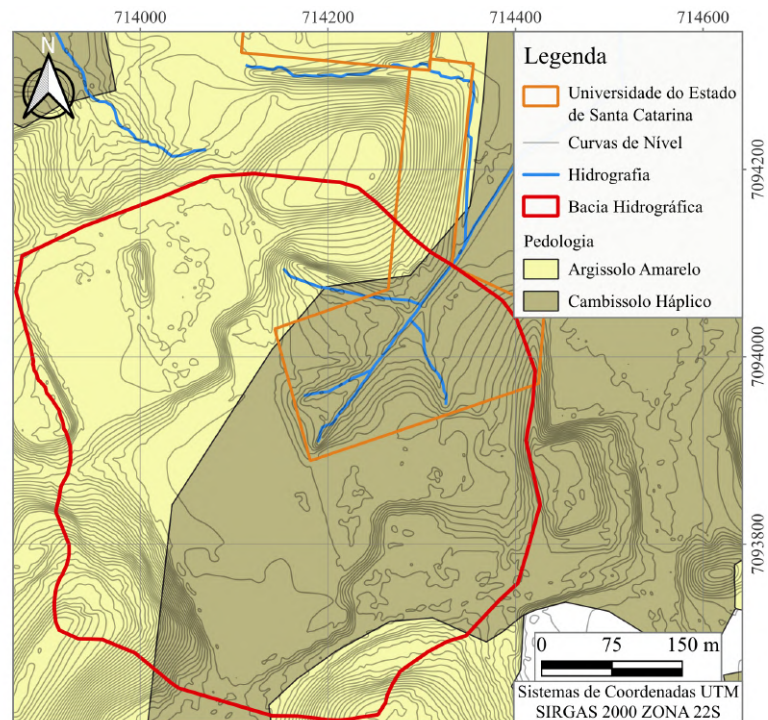 714000
714200
714400
714600
N
Legenda
Universidade do Estado
de Santa Catarina
Curvas de Nível
Hidrografia
Bacia Hidrográfica
Pedologia
Argissolo Amarelo
Cambissolo Háplico
7094200
7094000
7093800
0 75 150 m
Sistemas de Coordenadas UTM
SIRGAS 2000 ZONA 22S